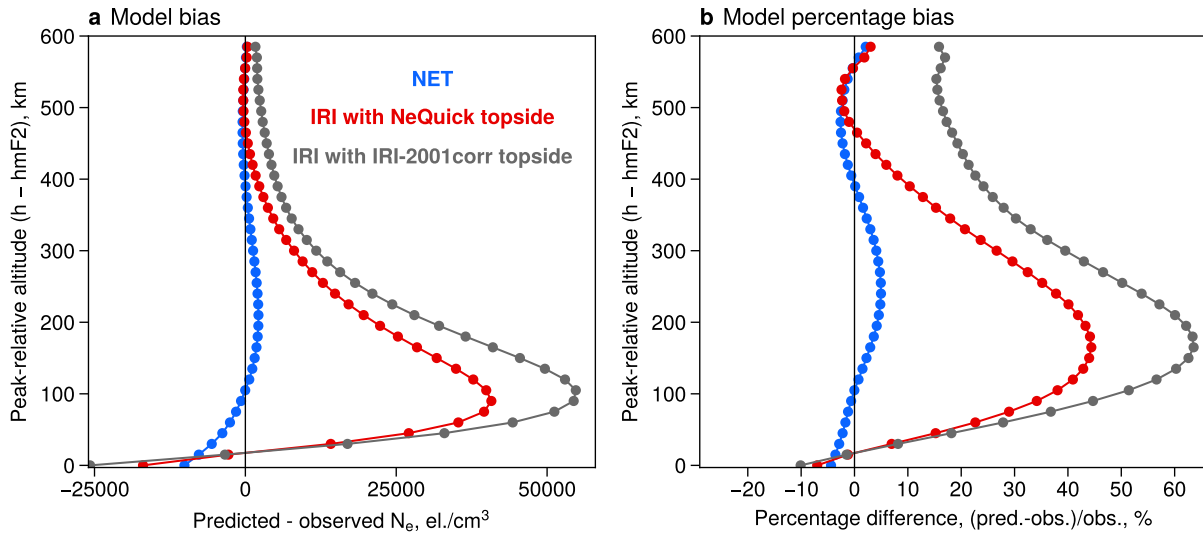 a Model bias
600
500
400
300
200
100
0
Peak-relative altitude (h − hmF2), km
NET
IRI with NeQuick topside
IRI with IRI-2001corr topside
−25000 0 25000 50000
Predicted - observed Nₑ, el./cm³
b Model percentage bias
600
500
400
300
200
100
0
Peak-relative altitude (h − hmF2), km
−20 −10 0 10 20 30 40 50 60
Percentage difference, (pred.-obs.)/obs., %